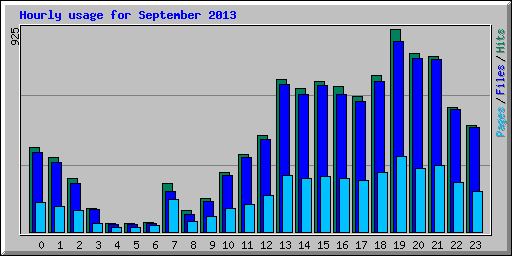 Hourly usage for September 2013
925
Pages / Files / Hits
0 1 2 3 4 5 6 7 8 9 10 11 12 13 14 15 16 17 18 19 20 21 22 23